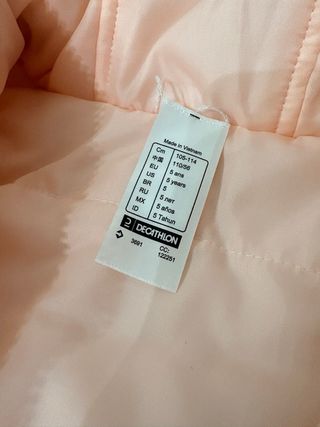 Made in Vietnam
Cm 108-114
中国 110/56
EU 5 ans
US 5 years
BR 5
RU 5 лет
MX 5 años
ID 5 Tahun
DECATHLON
3691 CC:
122251